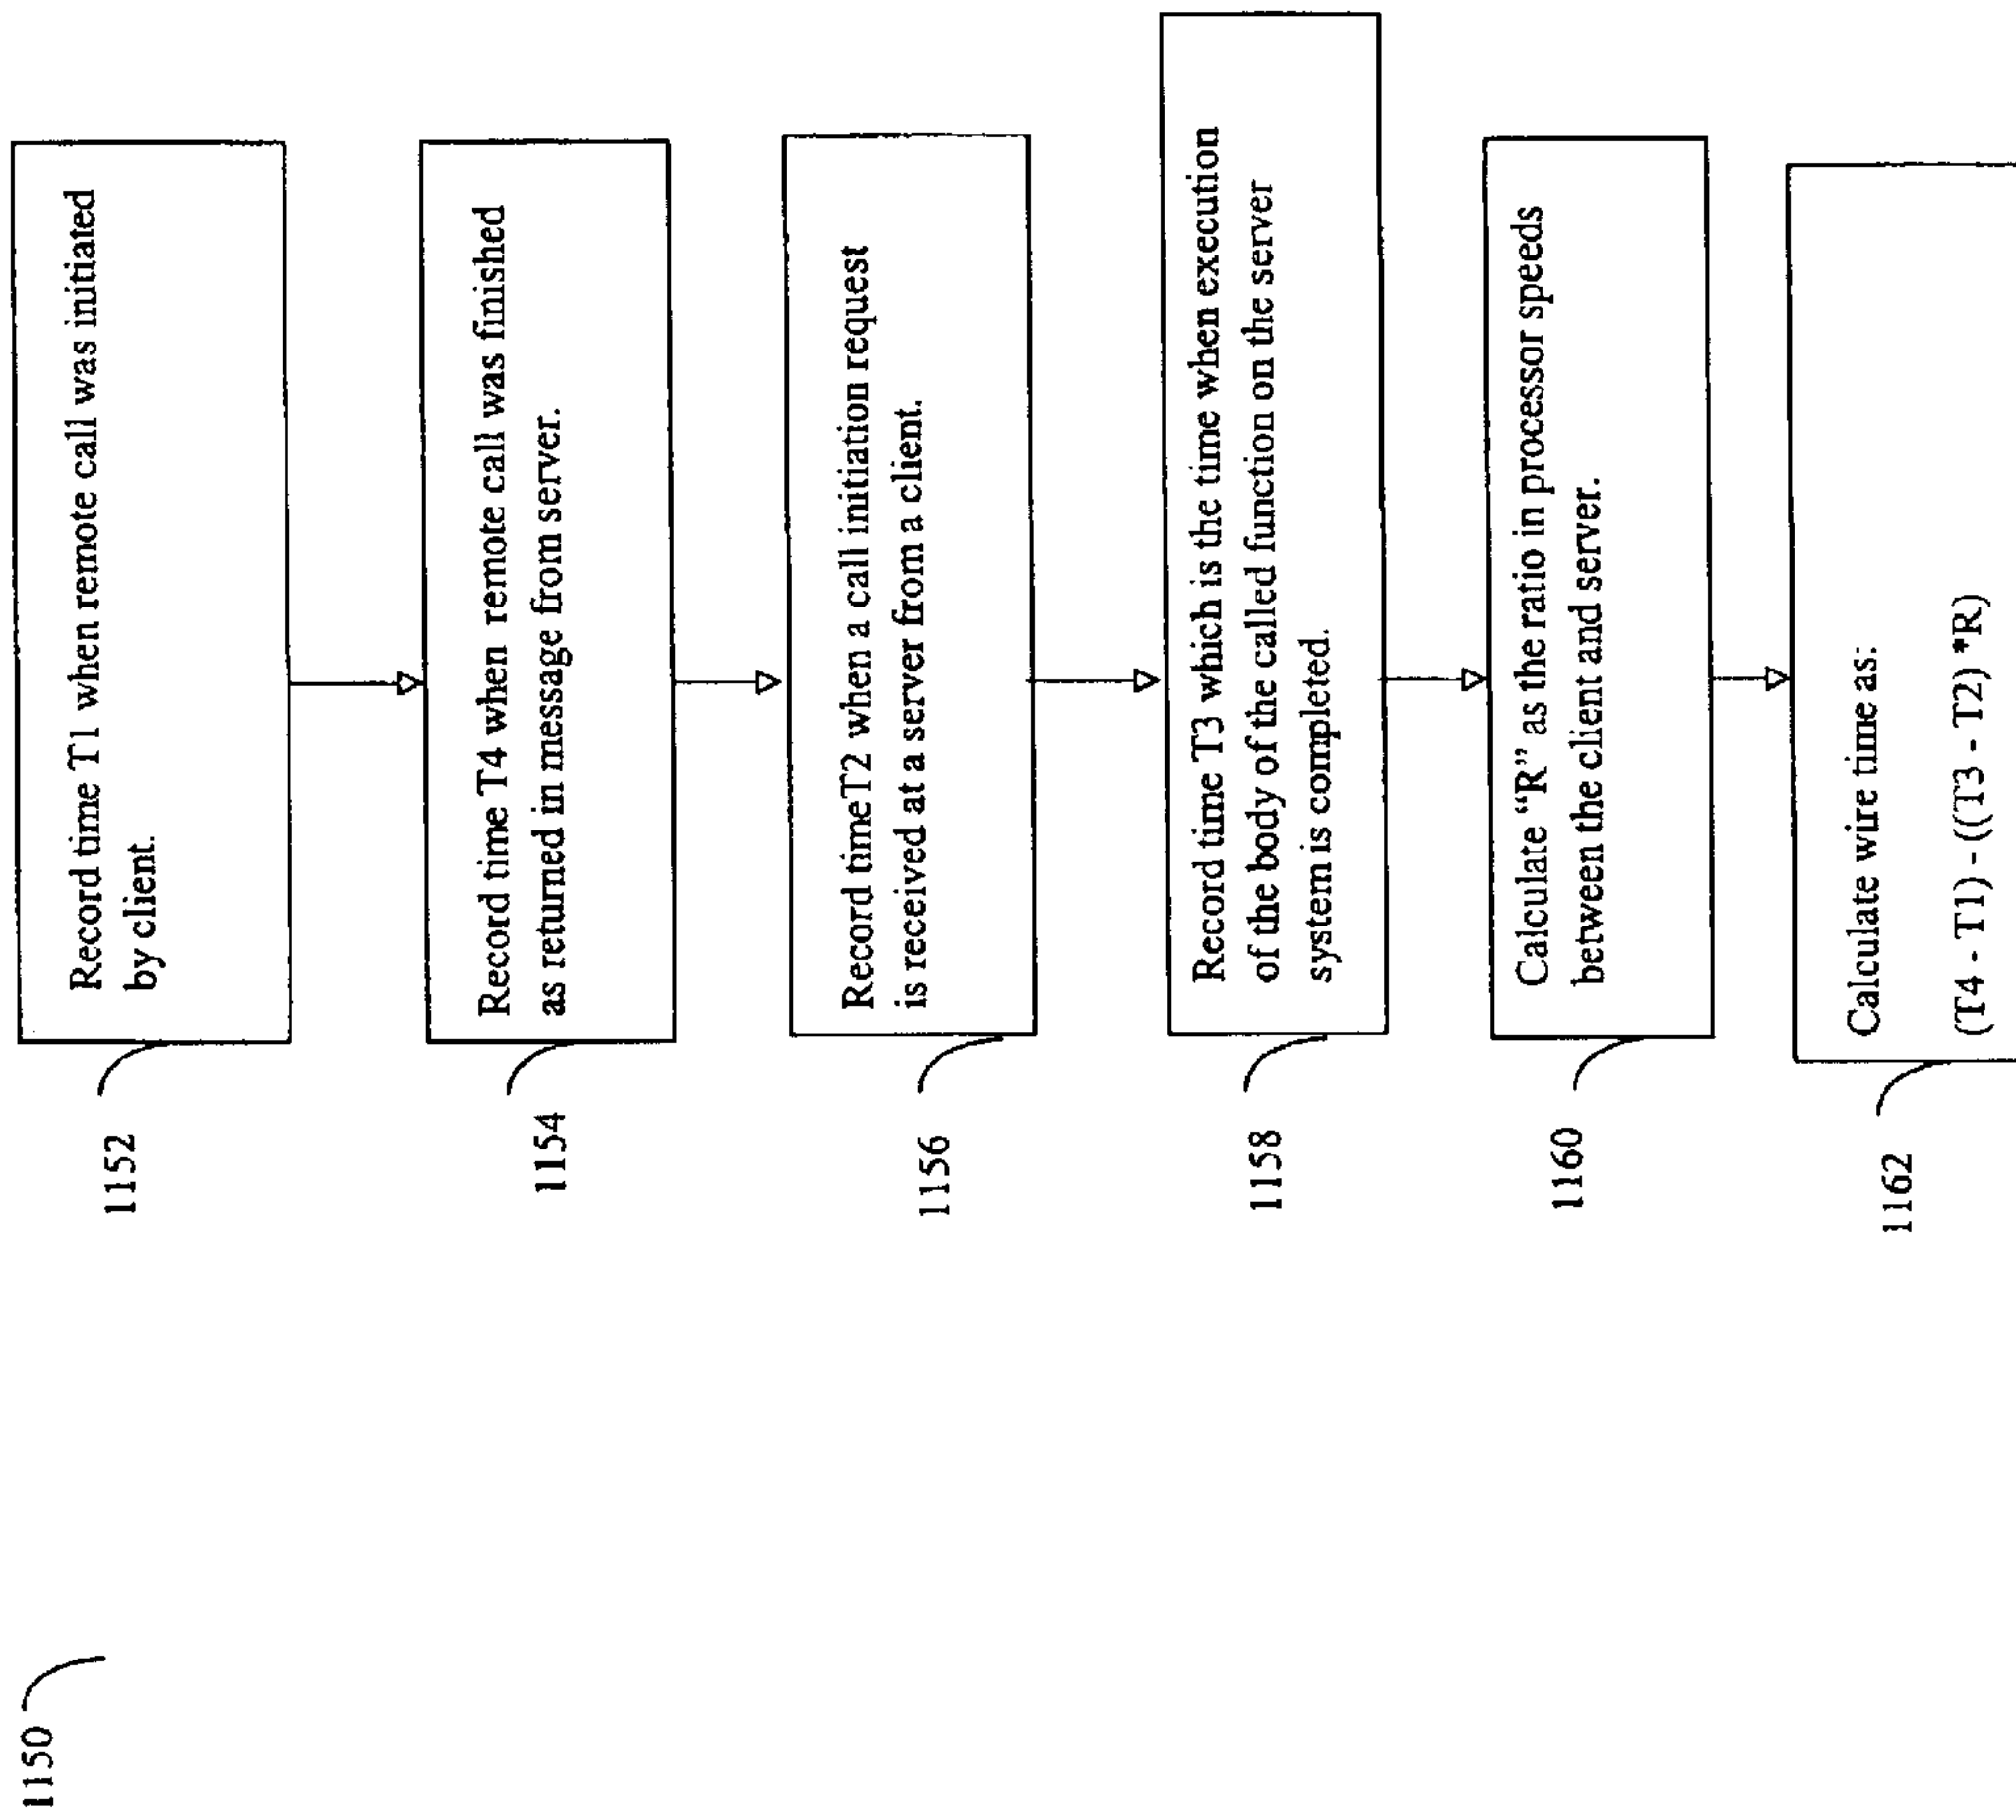 1150
1152
Record time T1 when remote call was initiated
by client.
1154
Record time T4 when remote call was finished
as returned in message from server.
1156
Record timeT2 when a call initiation request
is received at a server from a client.
1158
Record time T3 which is the time when execution
of the body of the called function on the server
system is completed.
1160
Calculate “R” as the ratio in processor speeds
between the client and server.
1162
Calculate wire time as:
(T4 - T1) - ((T3 - T2) *R)